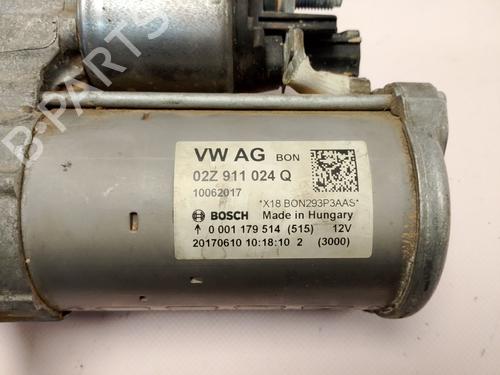 VW AG BON
02Z 911 024 Q
10062017
*X18 BON293P3AAS*
BOSCH Made in Hungary
0 001 179 514 (515) 12V
20170610 10:18:10 2 (3000)
B-PARTS